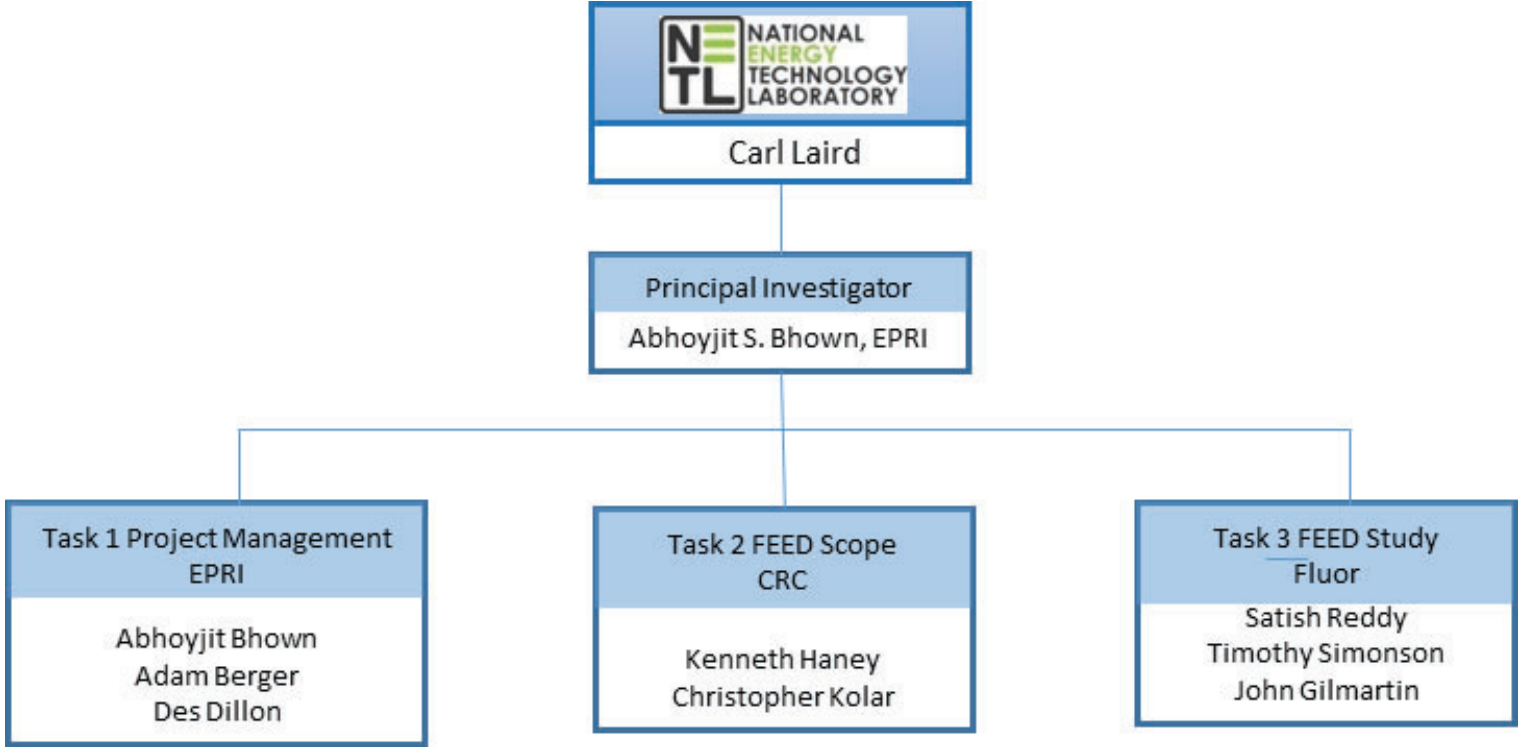 NETL
NATIONAL
ENERGY
TECHNOLOGY
LABORATORY
Carl Laird
Principal Investigator
Abhoyjit S. Bhown, EPRI
Task 1 Project Management
EPRI
Abhoyjit Bhown
Adam Berger
Des Dillon
Task 2 FEED Scope
CRC
Kenneth Haney
Christopher Kolar
Task 3 FEED Study
Fluor
Satish Reddy
Timothy Simonson
John Gilmartin